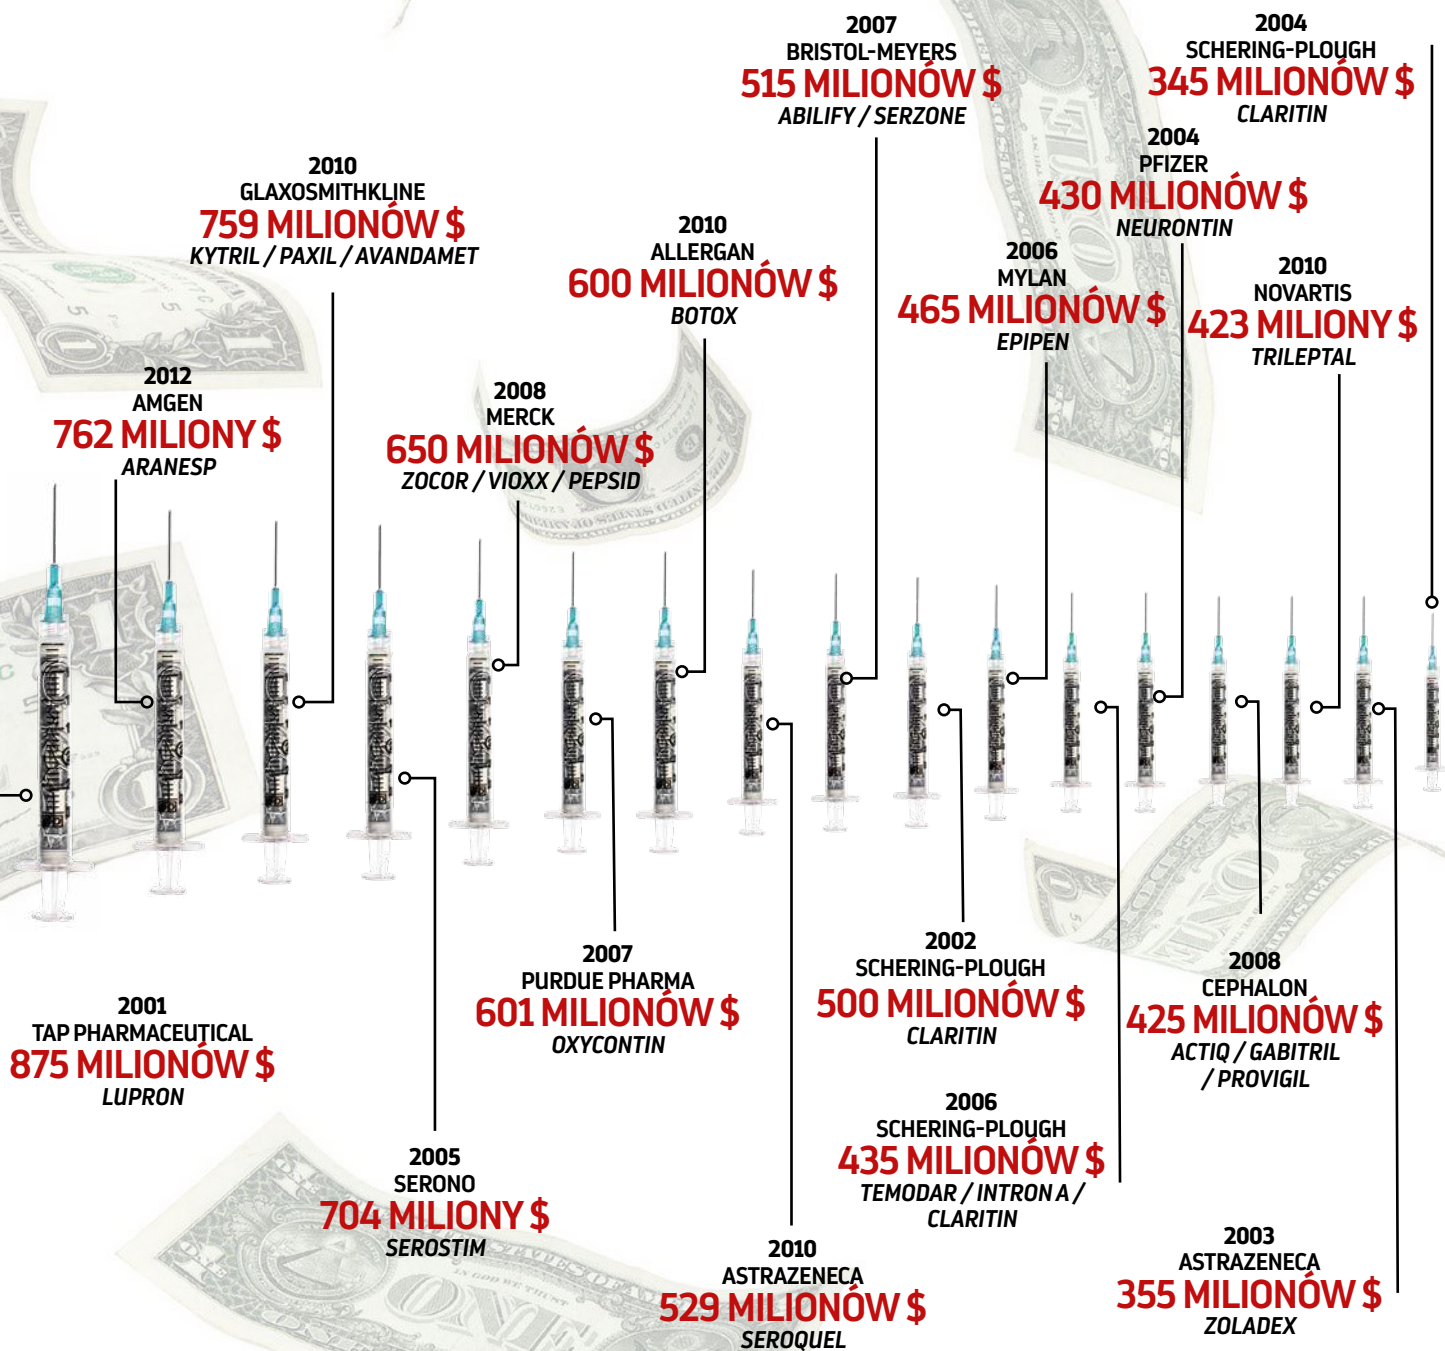 2007
BRISTOL-MEYERS
515 MILIONÓW $
ABILIFY / SERZONE
2004
SCHERING-PLOUGH
345 MILIONÓW $
CLARITIN
2004
PFIZER
430 MILIONÓW $
NEURONTIN
2010
GLAXOSMITHKLINE
759 MILIONÓW $
KYTRIL / PAXIL / AVANDAMET
2010
ALLERGAN
600 MILIONÓW $
BOTOX
2006
MYLAN
465 MILIONÓW $
EPIPEN
2010
NOVARTIS
423 MILIONY $
TRILEPTAL
2012
AMGEN
762 MILIONY $
ARANESP
2008
MERCK
650 MILIONÓW $
ZOCOR / VIOXX / PEPSID
2001
TAP PHARMACEUTICAL
875 MILIONÓW $
LUPRON
2007
PURDUE PHARMA
601 MILIONÓW $
OXYCONTIN
2002
SCHERING-PLOUGH
500 MILIONÓW $
CLARITIN
2008
CEPHALON
425 MILIONÓW $
ACTIQ / GABITRIL
/ PROVIGIL
2005
SERONO
704 MILIONY $
SEROSTIM
2006
SCHERING-PLOUGH
435 MILIONÓW $
TEMODAR / INTRON A /
CLARITIN
2010
ASTRAZENECA
529 MILIONÓW $
SEROQUEL
2003
ASTRAZENECA
355 MILIONÓW $
ZOLADEX